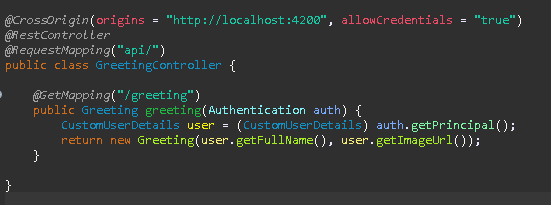 @CrossOrigin(origins = "http://localhost:4200", allowCredentials = "true")
@RestController
@RequestMapping("api/")
public class GreetingController {
@GetMapping("/greeting")
public Greeting greeting(Authentication auth) {
CustomUserDetails user = (CustomUserDetails) auth.getPrincipal();
return new Greeting(user.getFullName(), user.getImageUrl());
}
}